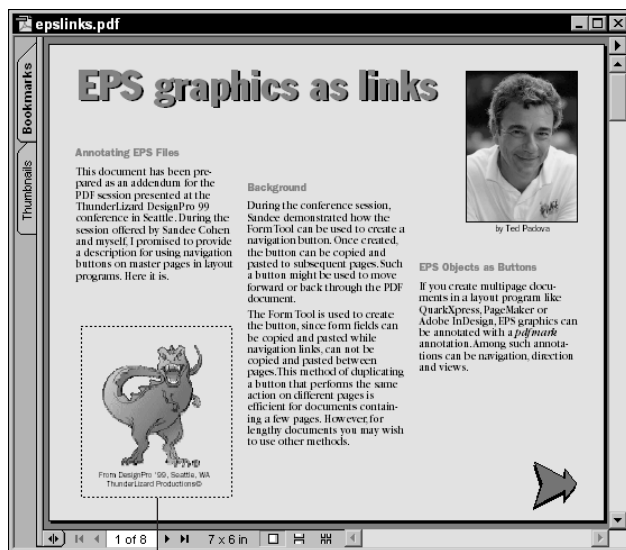 epslinks.pdf
Bookmarks
Thumbnails
EPS graphics as links
Annotating EPS Files
This document has been pre-
pared as an addendum for the
PDF session presented at the
ThunderLizard DesignPro 99
conference in Seattle. During the
session offered by Sandee Cohen
and myself, I promised to provide
a description for using navigation
buttons on master pages in layout
programs. Here it is.
From DesignPro '99, Seattle, WA
ThunderLizard Productions©
Background
During the conference session,
Sandee demonstrated how the
Form Tool can be used to create a
navigation button. Once created,
the button can be copied and
pasted to subsequent pages. Such
a button might be used to move
forward or back through the PDF
document.
The Form Tool is used to create
the button, since form fields can
be copied and pasted while
navigation links, can not be
copied and pasted between
pages. This method of duplicating
a button that performs the same
action on different pages is
efficient for documents contain-
ing a few pages. However, for
lengthy documents you may wish
to use other methods.
by Ted Padova
EPS Objects as Buttons
If you create multipage docu-
ments in a layout program like
QuarkXpress, PageMaker or
Adobe InDesign, EPS graphics can
be annotated with a pdfmark
annotation. Among such annota-
tions can be navigation, direction
and views.
1 of 8
7 x 6 in